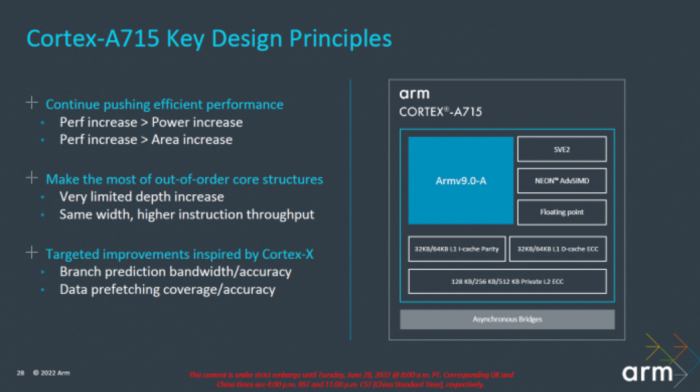 Cortex-A715 Key Design Principles
Continue pushing efficient performance
Perf increase > Power increase
Perf increase > Area increase
Make the most of out-of-order core structures
Very limited depth increase
Same width, higher instruction throughput
Targeted improvements inspired by Cortex-X
Branch prediction bandwidth/accuracy
Data prefetching coverage/accuracy
arm
CORTEX®-A715
Armv9.0-A
SVE2
NEON™ AdvSIMD
Floating point
32KB/64KB L1 I-cache Parity
32KB/64KB L1 D-cache ECC
128 KB/256 KB/512 KB Private L2 ECC
Asynchronous Bridges
28 © 2022 Arm
This content is under strict embargo until Tuesday, June 28, 2022 @ 8:00 a.m. PT. Corresponding UK and
China times are 4:00 p.m. BST and 11:00 p.m. CST (China Standard Time), respectively.
arm